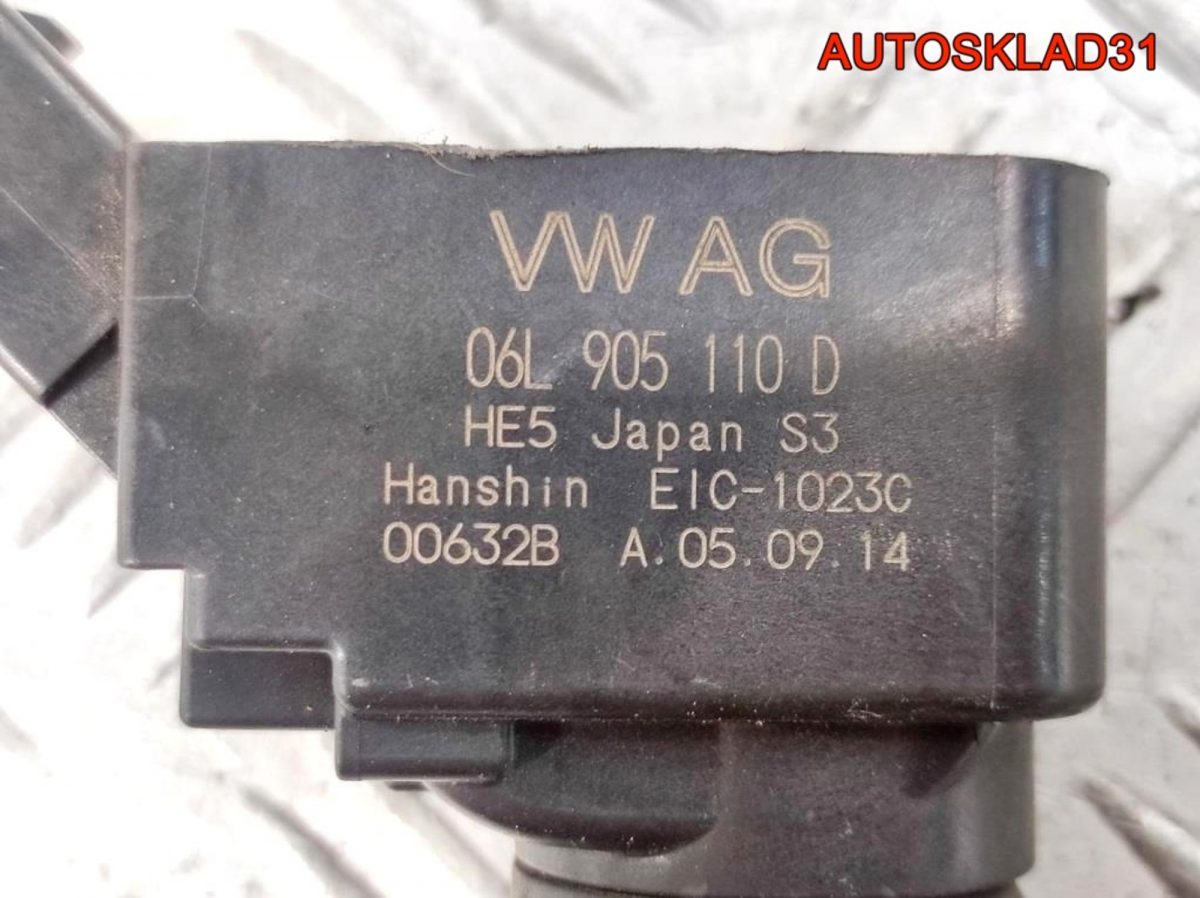 AUTOSKLAD31
VW AG
06L 905 110 D
HE5 Japan S3
Hanshin EIC-1023C
00632B A.05.09.14